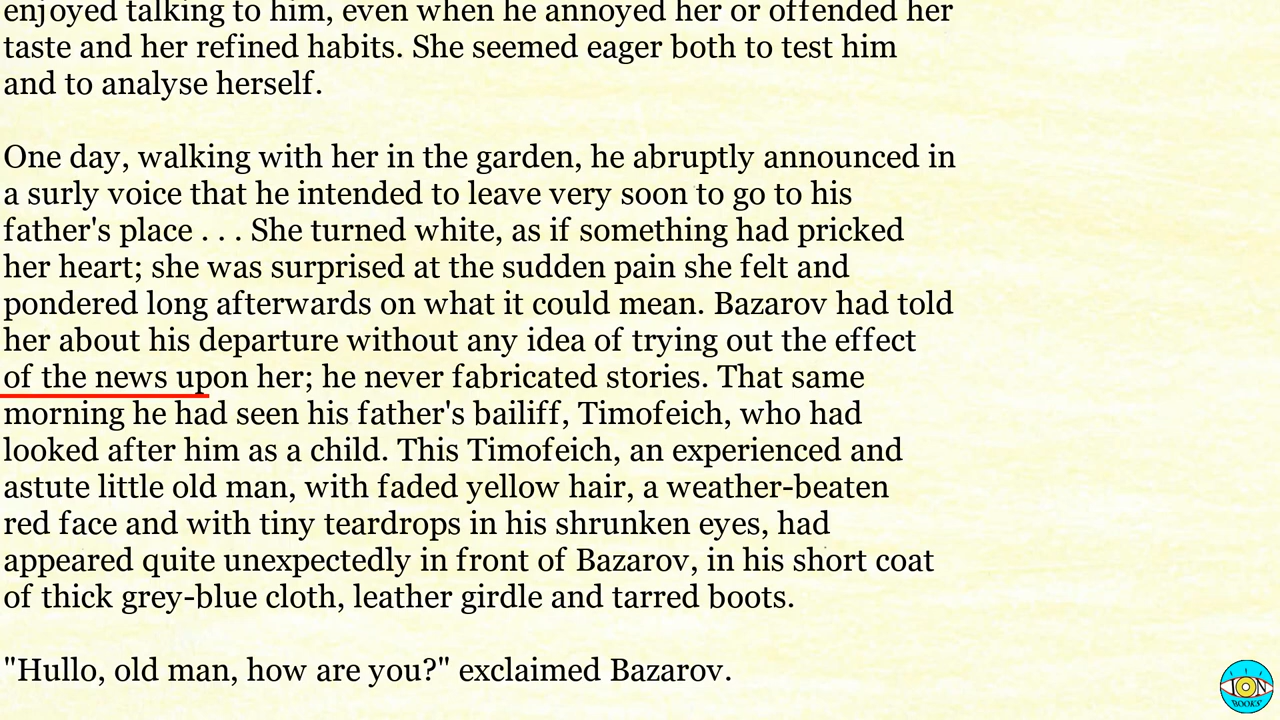 enjoyed talking to him, even when he annoyed her or offended her
taste and her refined habits. She seemed eager both to test him
and to analyse herself.
One day, walking with her in the garden, he abruptly announced in
a surly voice that he intended to leave very soon to go to his
father's place . . . She turned white, as if something had pricked
her heart; she was surprised at the sudden pain she felt and
pondered long afterwards on what it could mean. Bazarov had told
her about his departure without any idea of trying out the effect
of the news upon her; he never fabricated stories. That same
morning he had seen his father's bailiff, Timofeich, who had
looked after him as a child. This Timofeich, an experienced and
astute little old man, with faded yellow hair, a weather-beaten
red face and with tiny teardrops in his shrunken eyes, had
appeared quite unexpectedly in front of Bazarov, in his short coat
of thick grey-blue cloth, leather girdle and tarred boots.
"Hullo, old man, how are you?" exclaimed Bazarov.
ION
BOOKS